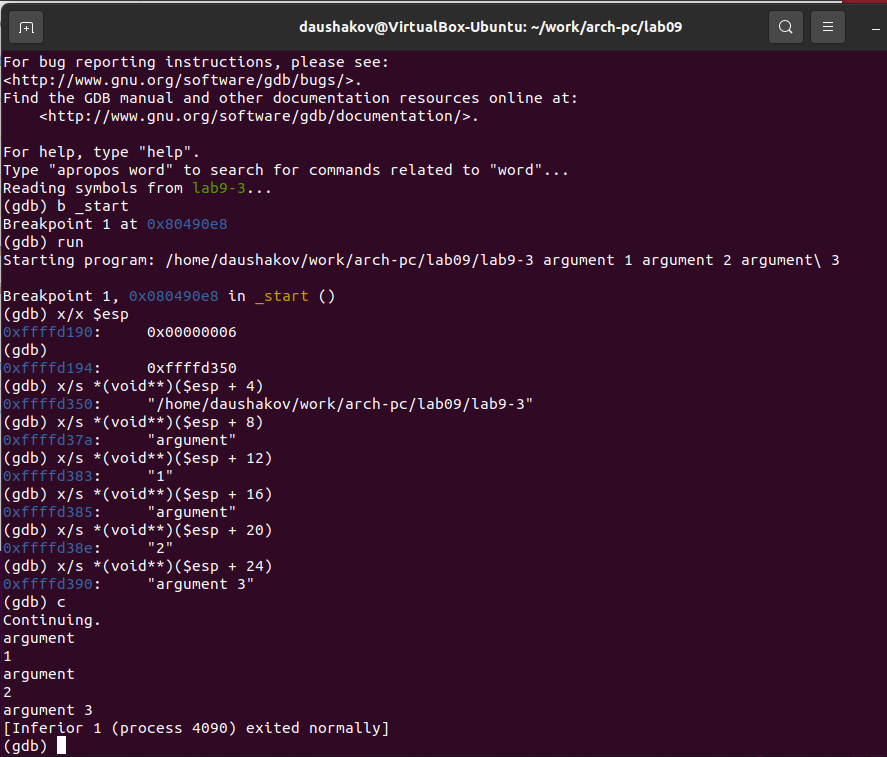 daushakov@VirtualBox-Ubuntu: ~/work/arch-pc/lab09
For bug reporting instructions, please see:
<http://www.gnu.org/software/gdb/bugs/>.
Find the GDB manual and other documentation resources online at:
    <http://www.gnu.org/software/gdb/documentation/>.
For help, type "help".
Type "apropos word" to search for commands related to "word"...
Reading symbols from lab9-3...
(gdb) b _start
Breakpoint 1 at 0x80490e8
(gdb) run
Starting program: /home/daushakov/work/arch-pc/lab09/lab9-3 argument 1 argument 2 argument\ 3
Breakpoint 1, 0x080490e8 in _start ()
(gdb) x/x $esp
0xffffd190:     0x00000006
(gdb)
0xffffd194:     0xffffd350
(gdb) x/s *(void**)($esp + 4)
0xffffd350:     "/home/daushakov/work/arch-pc/lab09/lab9-3"
(gdb) x/s *(void**)($esp + 8)
0xffffd37a:     "argument"
(gdb) x/s *(void**)($esp + 12)
0xffffd383:     "1"
(gdb) x/s *(void**)($esp + 16)
0xffffd385:     "argument"
(gdb) x/s *(void**)($esp + 20)
0xffffd38e:     "2"
(gdb) x/s *(void**)($esp + 24)
0xffffd390:     "argument 3"
(gdb) c
Continuing.
argument
1
argument
2
argument 3
[Inferior 1 (process 4090) exited normally]
(gdb)